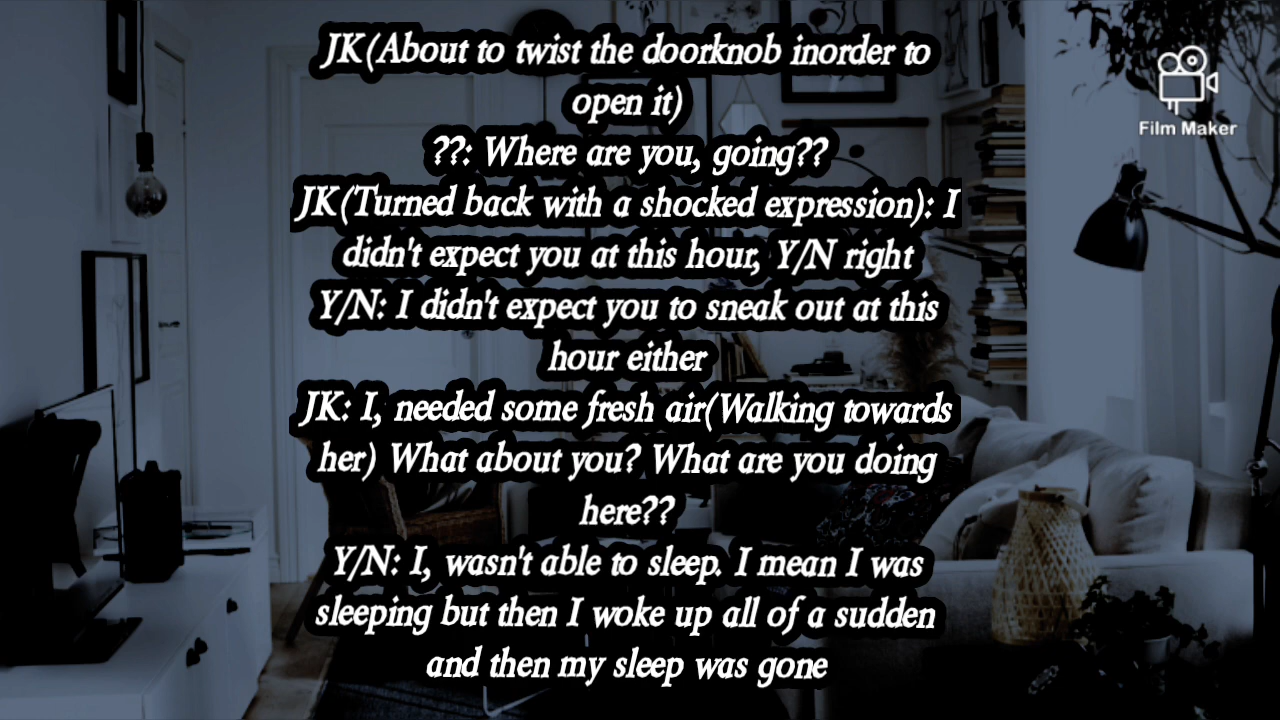 JK(About to twist the doorknob inorder to
open it)
??: Where are you, going??
JK(Turned back with a shocked expression): I
didn't expect you at this hour, Y/N right
Y/N: I didn't expect you to sneak out at this
hour either
JK: I, needed some fresh air(Walking towards
her) What about you? What are you doing
here??
Y/N: I, wasn't able to sleep. I mean I was
sleeping but then I woke up all of a sudden
and then my sleep was gone
Film Maker